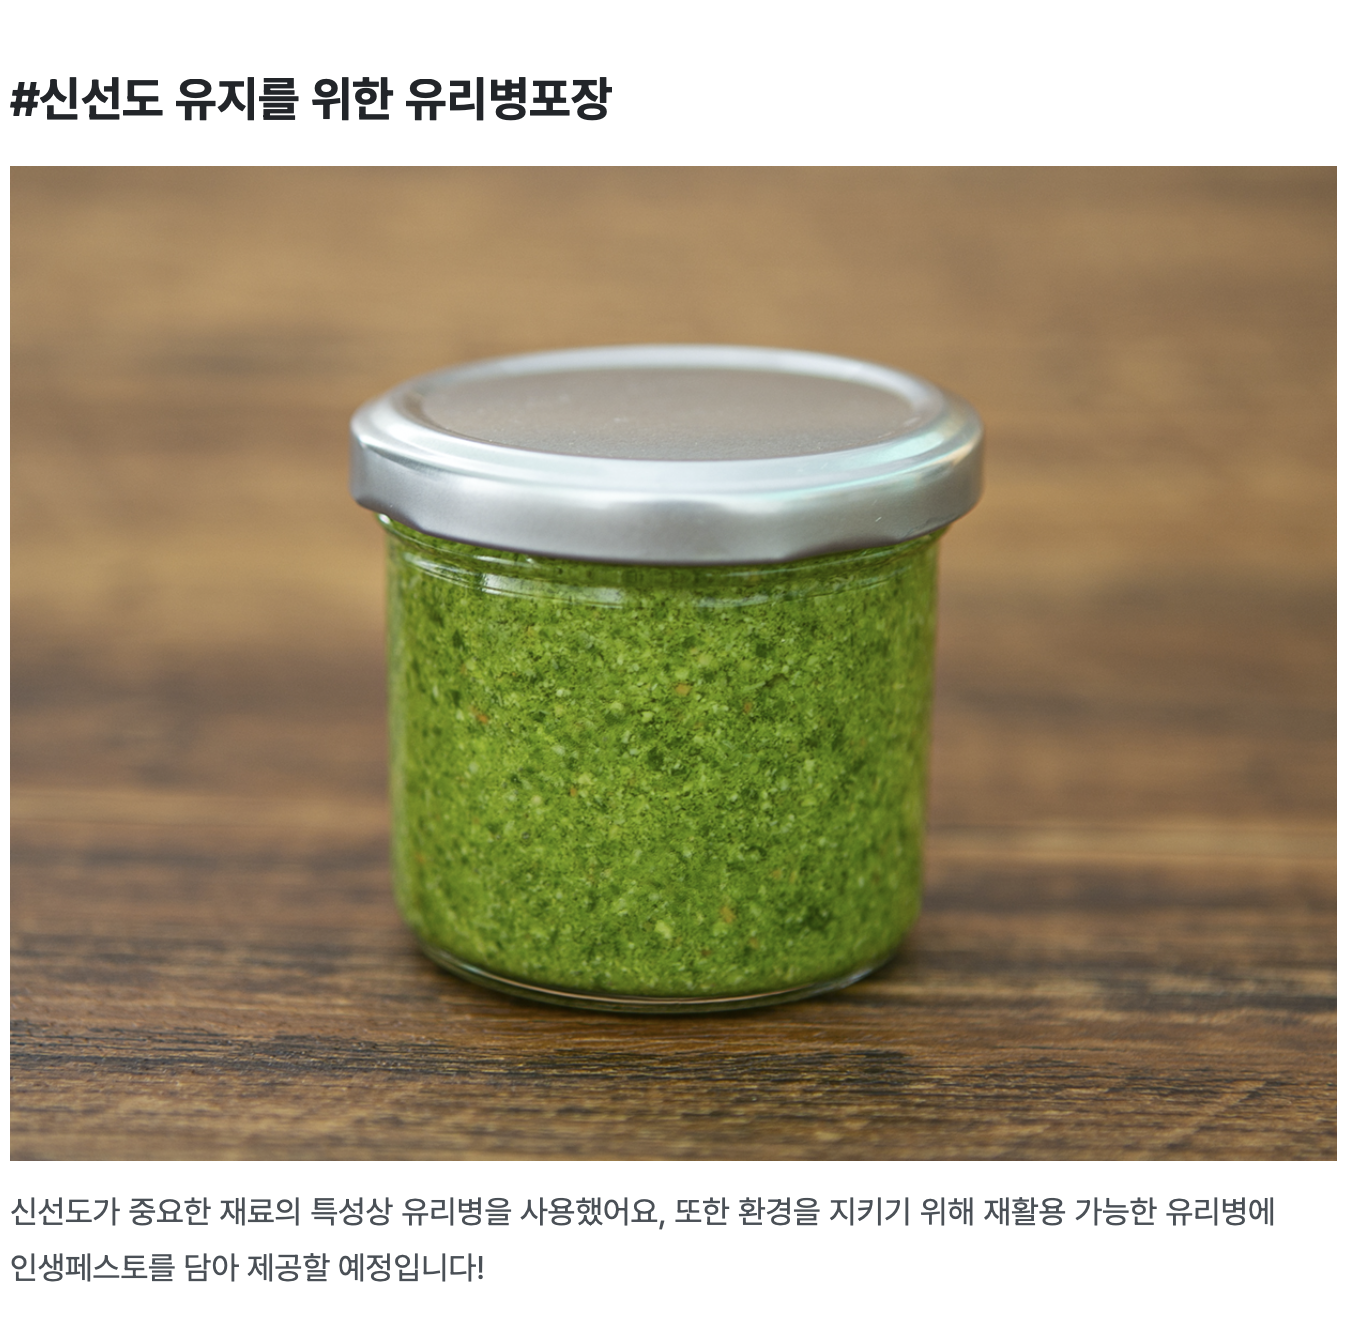 #신선도 유지를 위한 유리병포장
신선도가 중요한 재료의 특성상 유리병을 사용했어요, 또한 환경을 지키기 위해 재활용 가능한 유리병에
인생페스토를 담아 제공할 예정입니다!